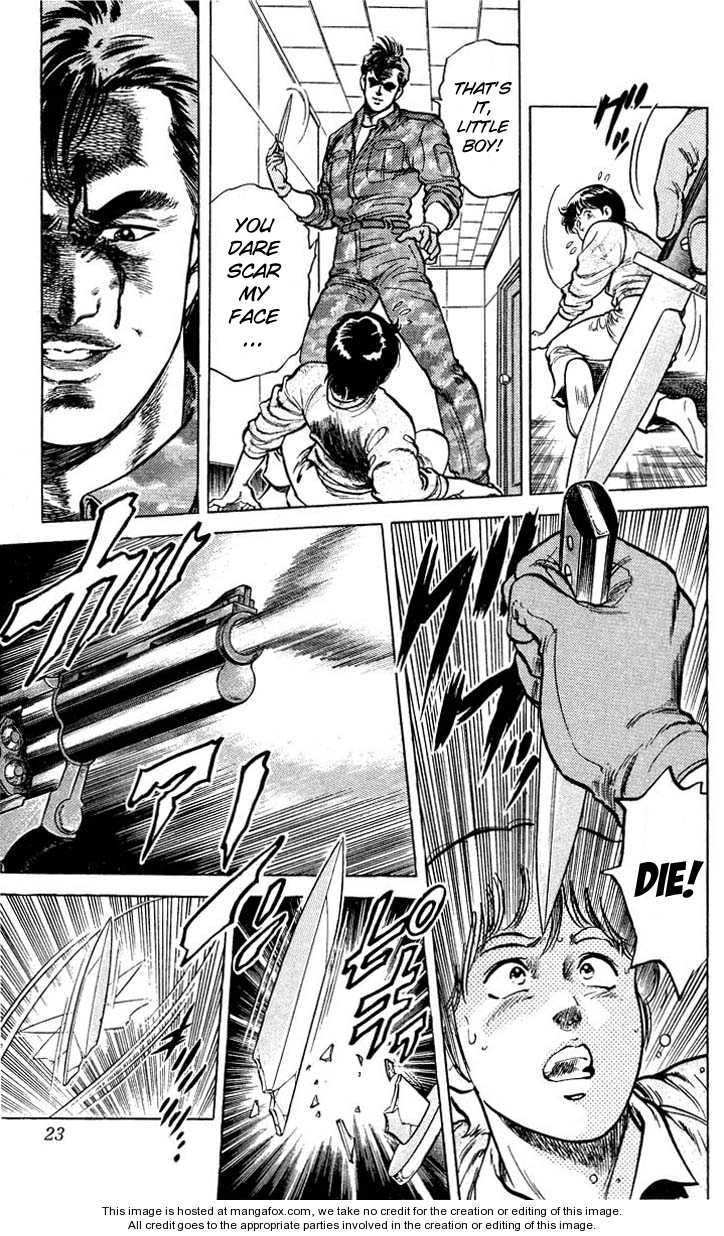 THAT'S
IT,
LITTLE
BOY!
YOU
DARE
SCAR
MY
FACE
...
DIE!
23
This image is hosted at mangafox.com, we take no credit for the creation or editing of this image.
All credit goes to the appropriate parties involved in the creation or editing of this image.